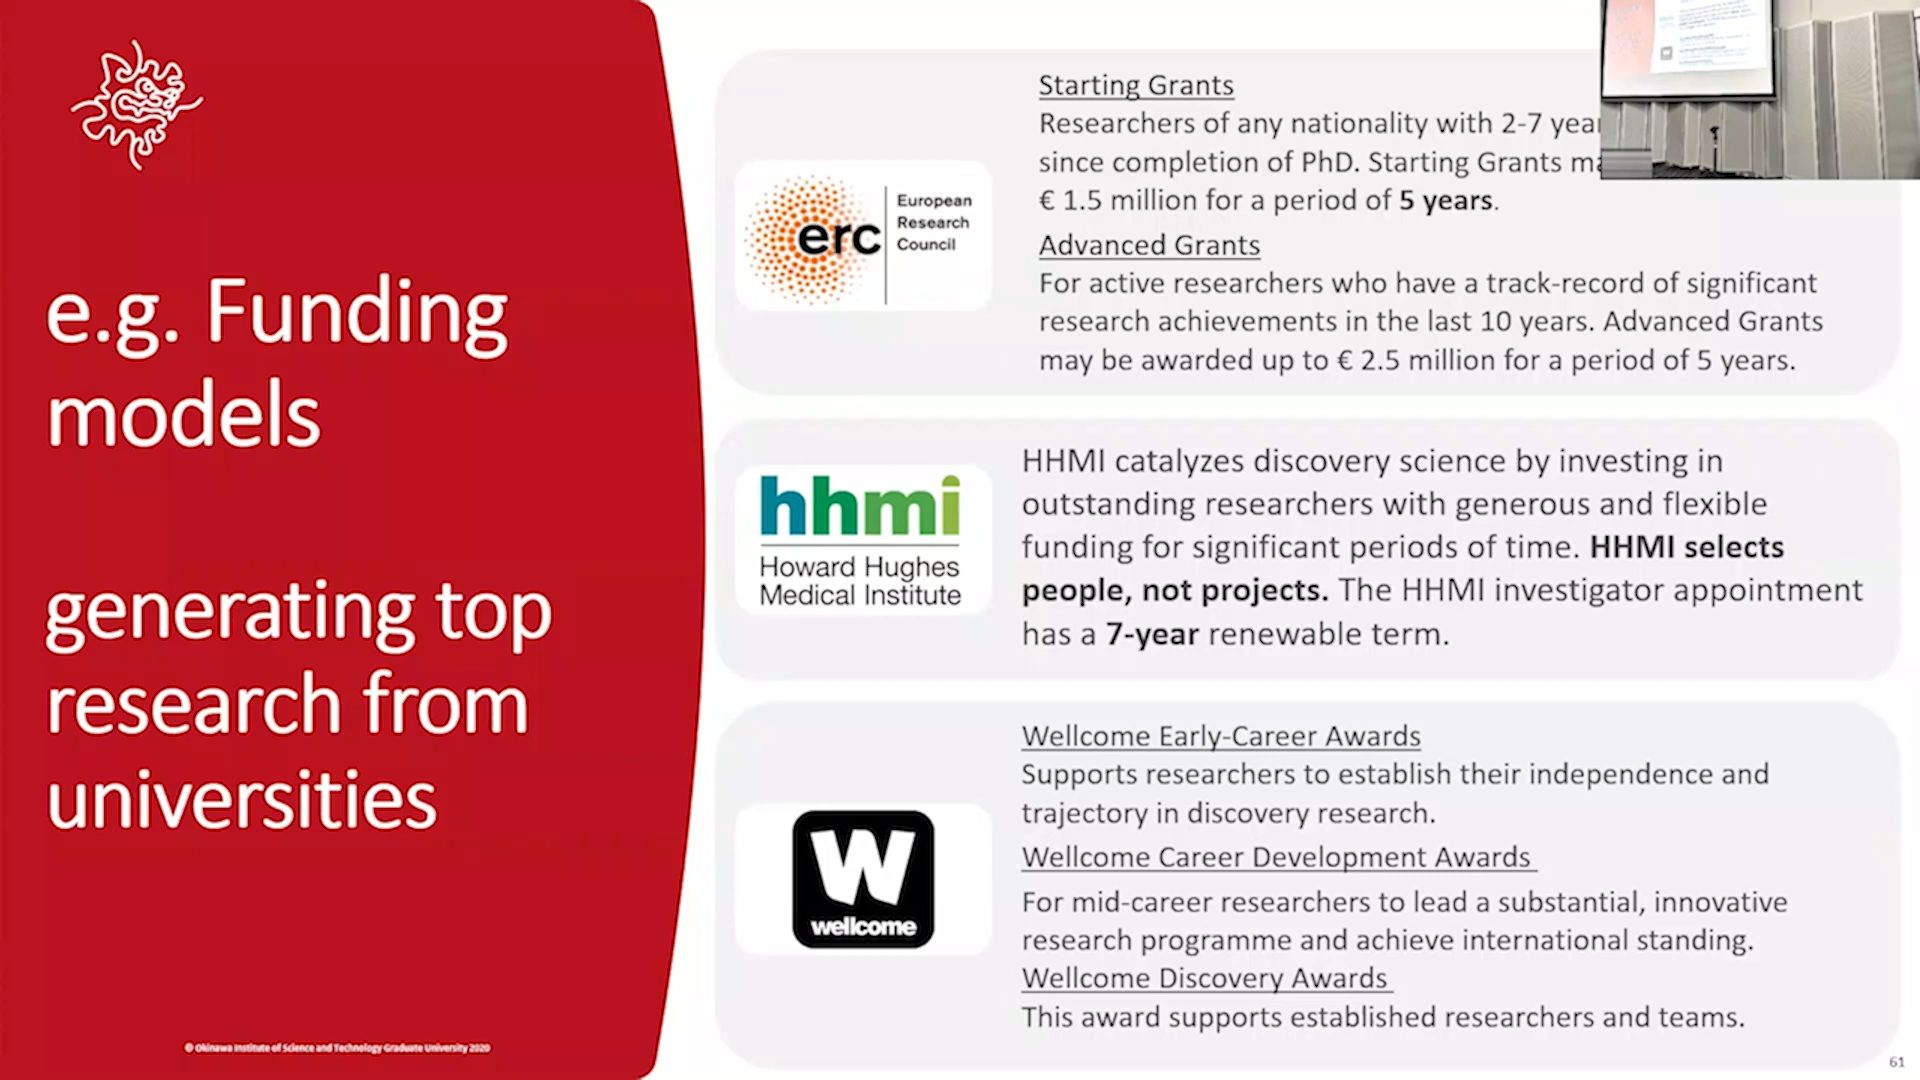 e.g. Funding
models
generating top
research from
universities
© Okinawa Institute of Science and Technology Graduate University 2020
erc
European
Research
Council
Starting Grants
Researchers of any nationality with 2-7
since completion of PhD. Starting Grants
€ 1.5 million for a period of 5 years.
Advanced Grants
For active researchers who have a track-record of significant
research achievements in the last 10 years. Advanced Grants
may be awarded up to € 2.5 million for a period of 5 years.
hhmi
Howard Hughes
Medical Institute
HHMI catalyzes discovery science by investing in
outstanding researchers with generous and flexible
funding for significant periods of time. HHMI selects
people, not projects. The HHMI investigator appointment
has a 7-year renewable term.
W
wellcome
Wellcome Early-Career Awards
Supports researchers to establish their independence and
trajectory in discovery research.
Wellcome Career Development Awards
For mid-career researchers to lead a substantial, innovative
research programme and achieve international standing.
Wellcome Discovery Awards
This award supports established researchers and teams.
61